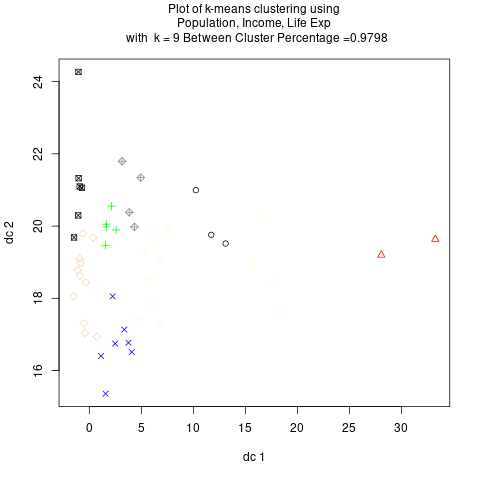 Plot of k-means clustering using
Population, Income, Life Exp
with k = 9 Between Cluster Percentage =0.9798
24
22
20
18
16
dc 2
0 5 10 15 20 25 30
dc 1